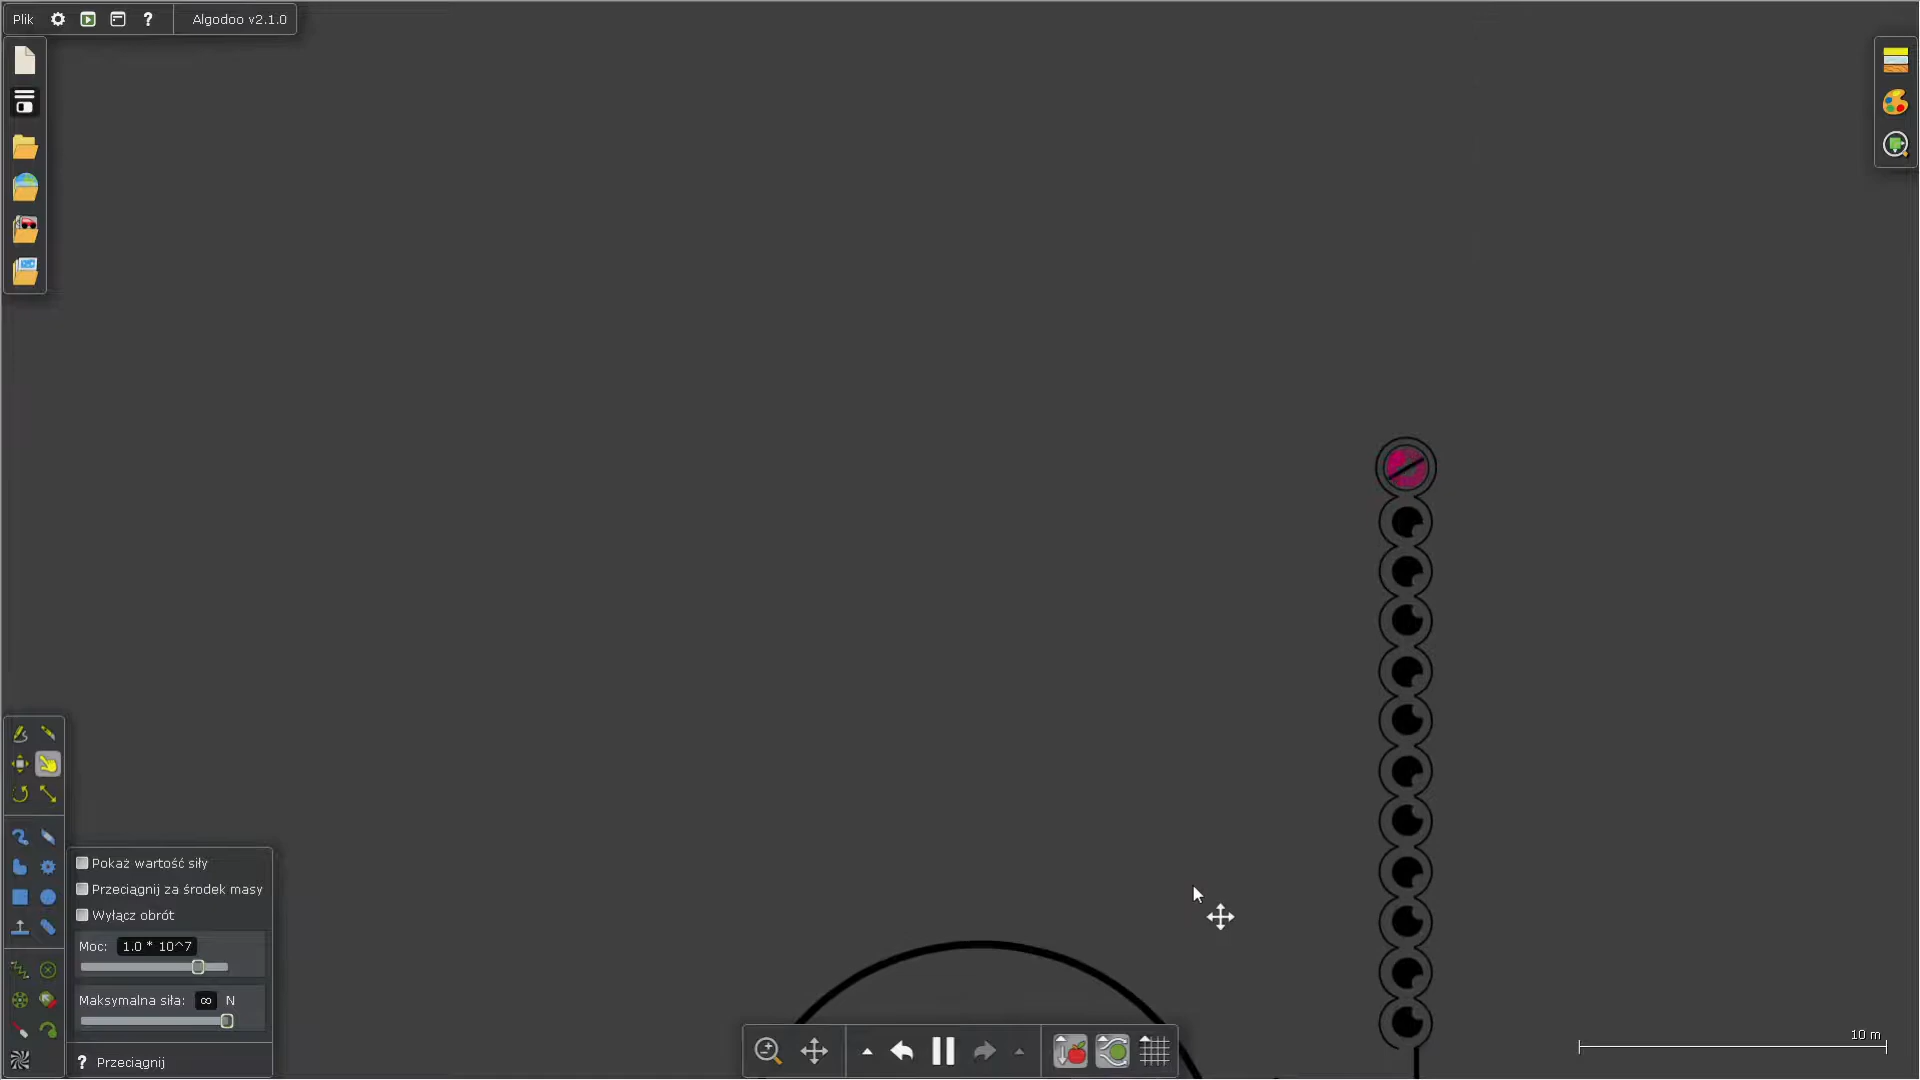 Plik ? Algodoo v2.1.0
Pokaż wartość siły
Przeciągnij za środek masy
Wyłącz obrót
Moc: 1.0 * 10^7
Maksymalna siła: ∞ N
? Przeciągnij
10 m